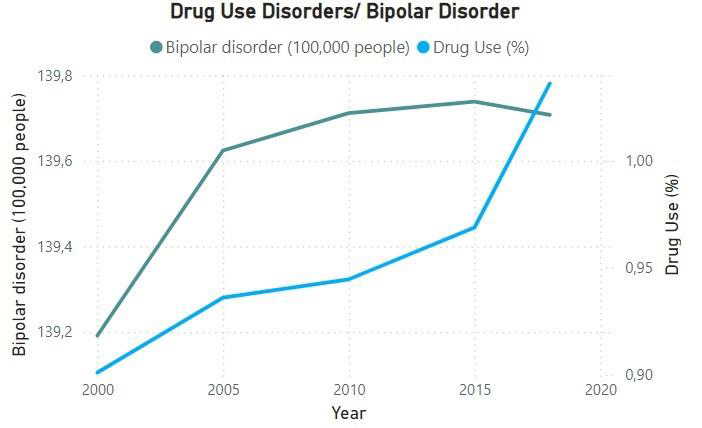 Drug Use Disorders/ Bipolar Disorder
Bipolar disorder (100,000 people) Drug Use (%)
139,8
139,6
139,4
139,2
Bipolar disorder (100,000 people)
1,00
0,95
0,90
Drug Use (%)
2000 2005 2010 2015 2020
Year